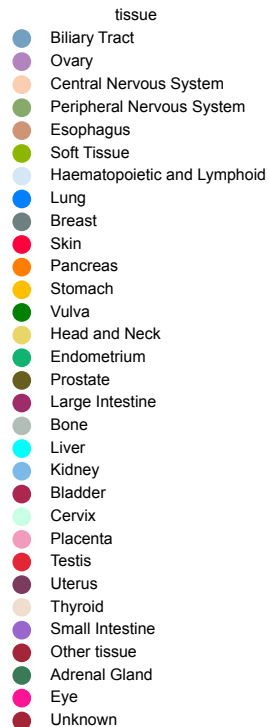 tissue
Biliary Tract
Ovary
Central Nervous System
Peripheral Nervous System
Esophagus
Soft Tissue
Haematopoietic and Lymphoid
Lung
Breast
Skin
Pancreas
Stomach
Vulva
Head and Neck
Endometrium
Prostate
Large Intestine
Bone
Liver
Kidney
Bladder
Cervix
Placenta
Testis
Uterus
Thyroid
Small Intestine
Other tissue
Adrenal Gland
Eye
Unknown